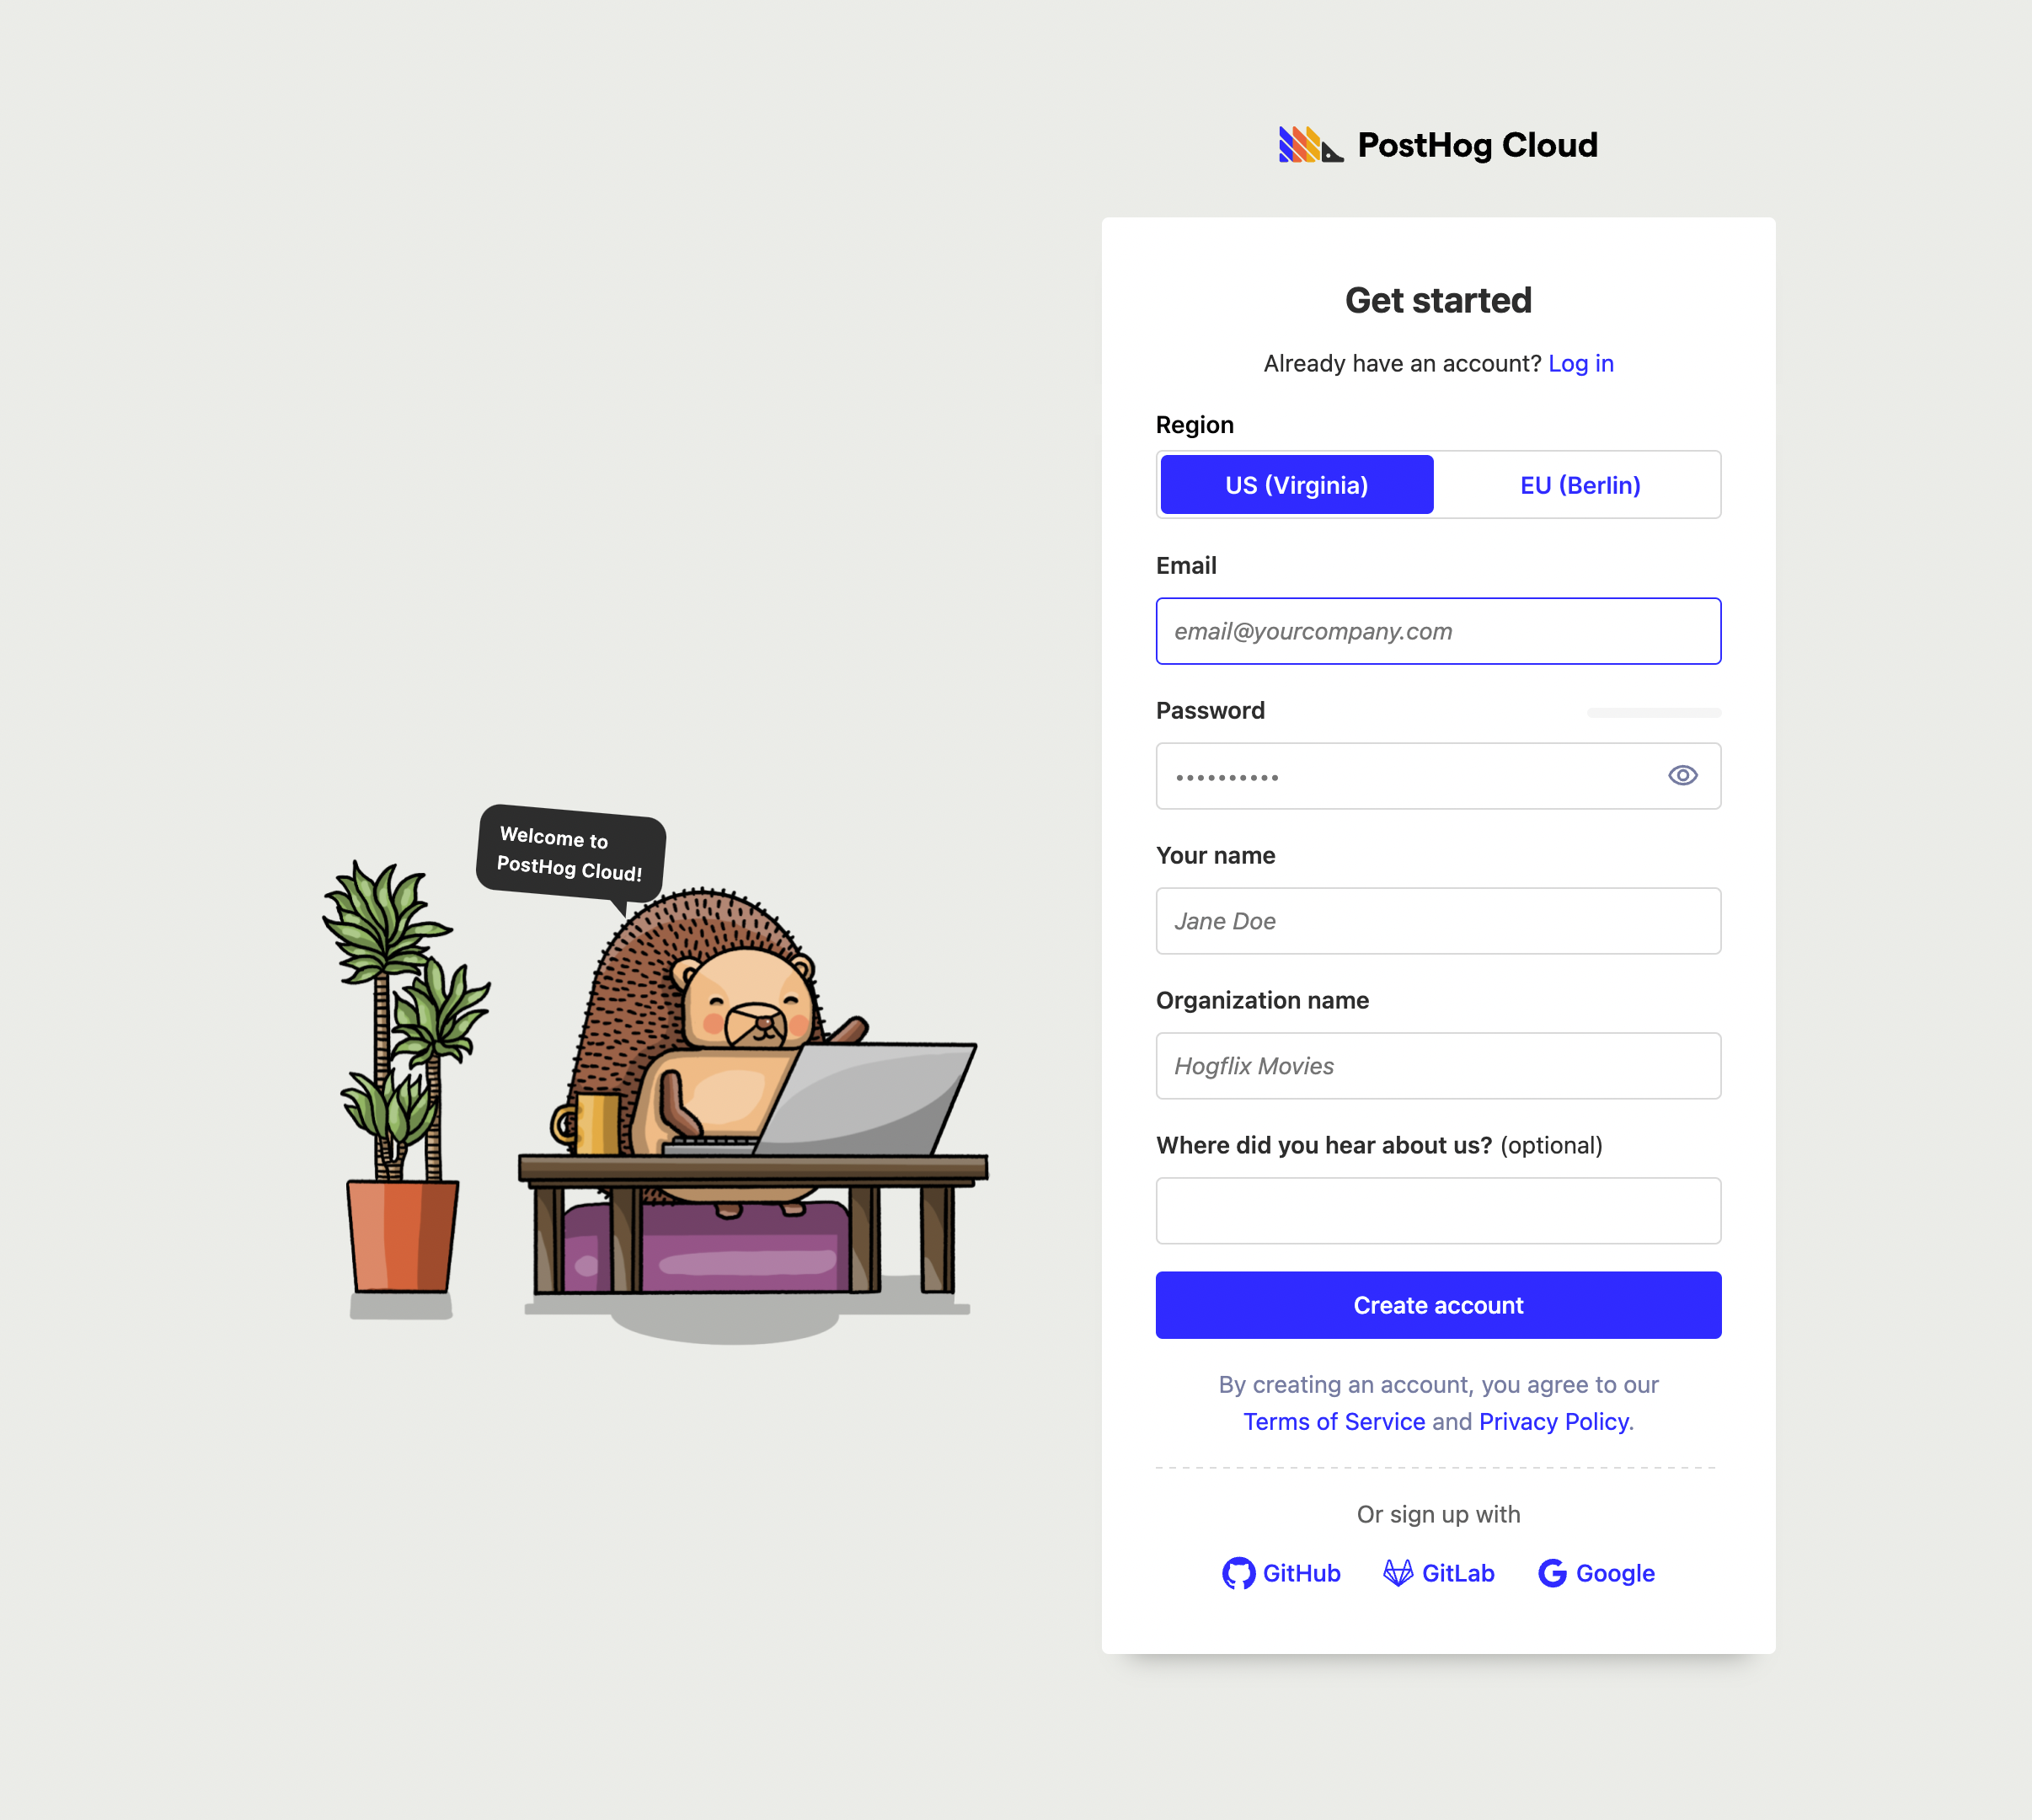 PostHog Cloud
Get started
Already have an account? Log in
Region
US (Virginia) EU (Berlin)
Email
email@yourcompany.com
Password
••••••••••
Your name
Jane Doe
Organization name
Hogflix Movies
Where did you hear about us? (optional)
Create account
By creating an account, you agree to our
Terms of Service and Privacy Policy.
Or sign up with
GitHub GitLab Google
Welcome to
PostHog Cloud!